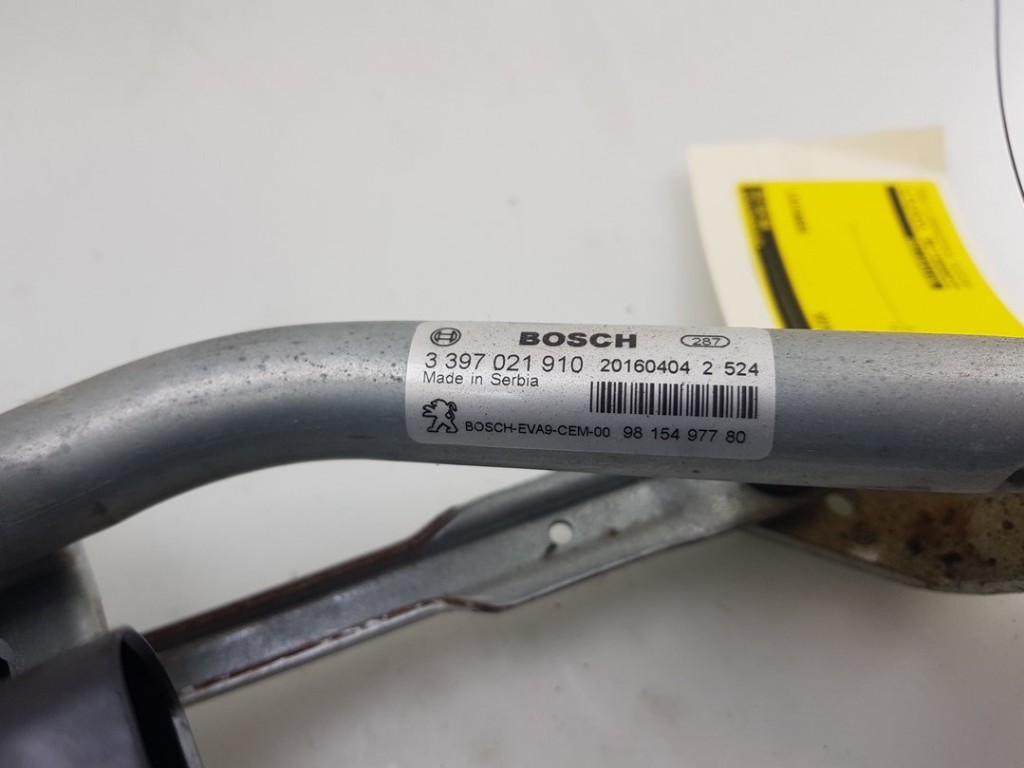 BOSCH 287
3 397 021 910 20160404 2 524
Made in Serbia
BOSCH-EVA9-CEM-00 98 154 977 80